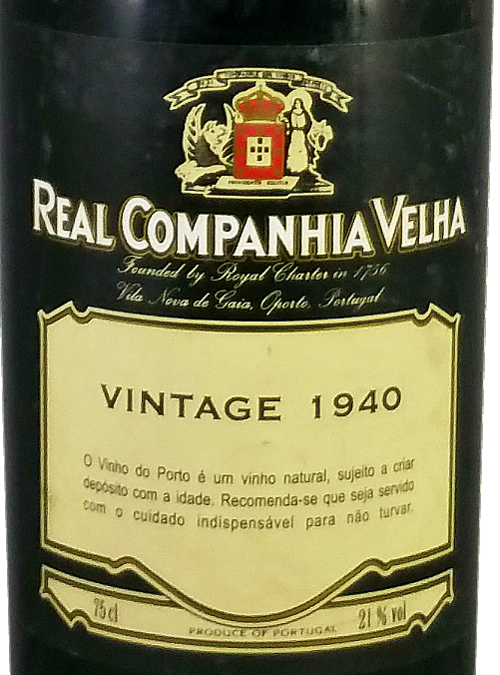 REAL COMPANHIA VELHA
Founded by Royal Charter in 1756
Vila Nova de Gaia, Oporto, Portugal
VINTAGE 1940
O Vinho do Porto é um vinho natural, sujeito a criar
depósito com a idade. Recomenda-se que seja servido
com o cuidado indispensável para não turvar.
75 cl
21 % vol
PRODUCE OF PORTUGAL